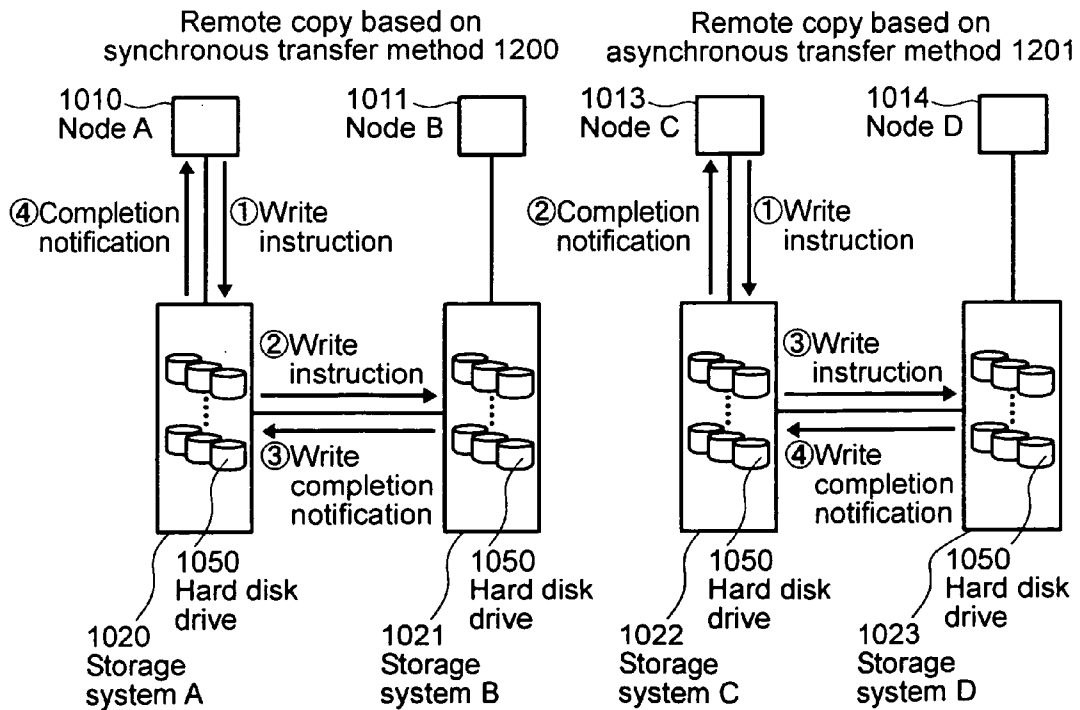 Remote copy based on
synchronous transfer method 1200
1010
Node A
1011
Node B
④Completion
notification
①Write
instruction
②Write
instruction
③Write
completion
notification
1050
Hard disk
drive
1050
Hard disk
drive
1020
Storage
system A
1021
Storage
system B
Remote copy based on
asynchronous transfer method 1201
1013
Node C
1014
Node D
②Completion
notification
①Write
instruction
③Write
instruction
④Write
completion
notification
1050
Hard disk
drive
1050
Hard disk
drive
1022
Storage
system C
1023
Storage
system D